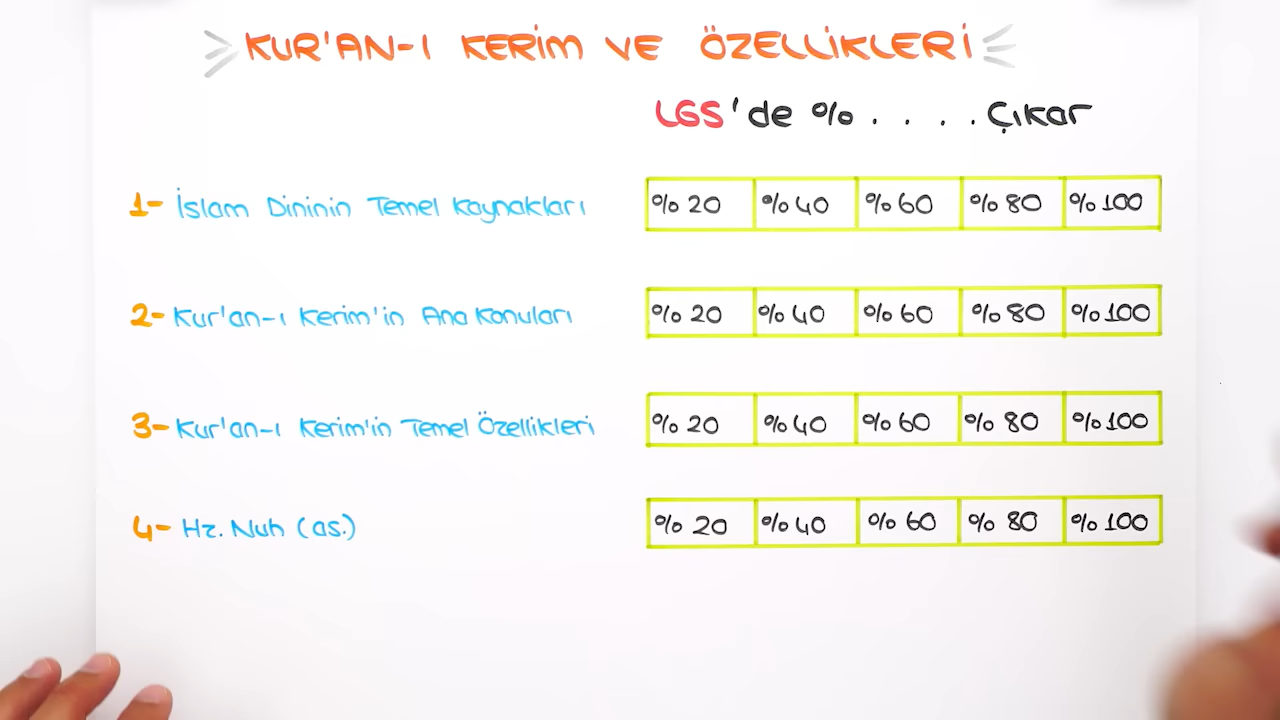 KUR'AN-I KERİM VE ÖZELLİKLERİ
LGS'de % . . . . Çıkar
1- İslam Dininin Temel Kaynakları %20 %40 %60 %80 %100
2- Kur'an-ı Kerim'in Ana Konuları %20 %40 %60 %80 %100
3- Kur'an-ı Kerim'in Temel Özellikleri %20 %40 %60 %80 %100
4- Hz. Nuh (as.) %20 %40 %60 %80 %100